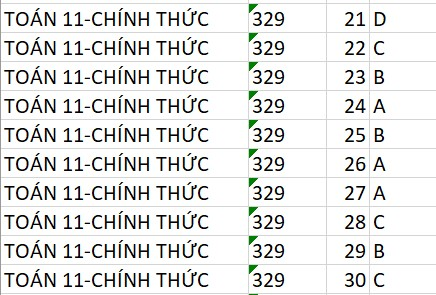 TOÁN 11-CHÍNH THỨC 329 21 D
TOÁN 11-CHÍNH THỨC 329 22 C
TOÁN 11-CHÍNH THỨC 329 23 B
TOÁN 11-CHÍNH THỨC 329 24 A
TOÁN 11-CHÍNH THỨC 329 25 B
TOÁN 11-CHÍNH THỨC 329 26 A
TOÁN 11-CHÍNH THỨC 329 27 A
TOÁN 11-CHÍNH THỨC 329 28 C
TOÁN 11-CHÍNH THỨC 329 29 B
TOÁN 11-CHÍNH THỨC 329 30 C